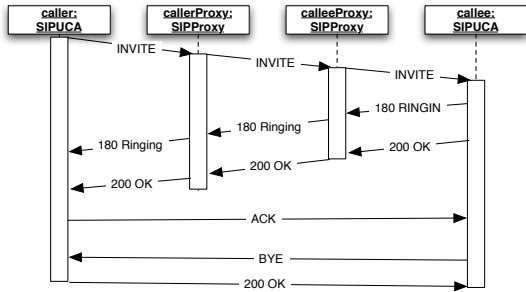 caller:
SIPUCA
callerProxy:
SIPProxy
calleeProxy:
SIPProxy
callee:
SIPUCA
INVITE
INVITE
INVITE
180 RINGIN
180 Ringing
180 Ringing
200 OK
200 OK
200 OK
ACK
BYE
200 OK